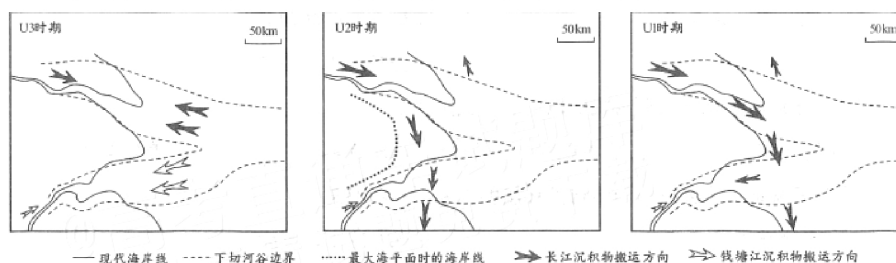 U3时期
50km
U2时期
50km
U1时期
50km
现代海岸线
下切河谷边界
最大海平面时的海岸线
长江沉积物搬运方向
钱塘江沉积物搬运方向